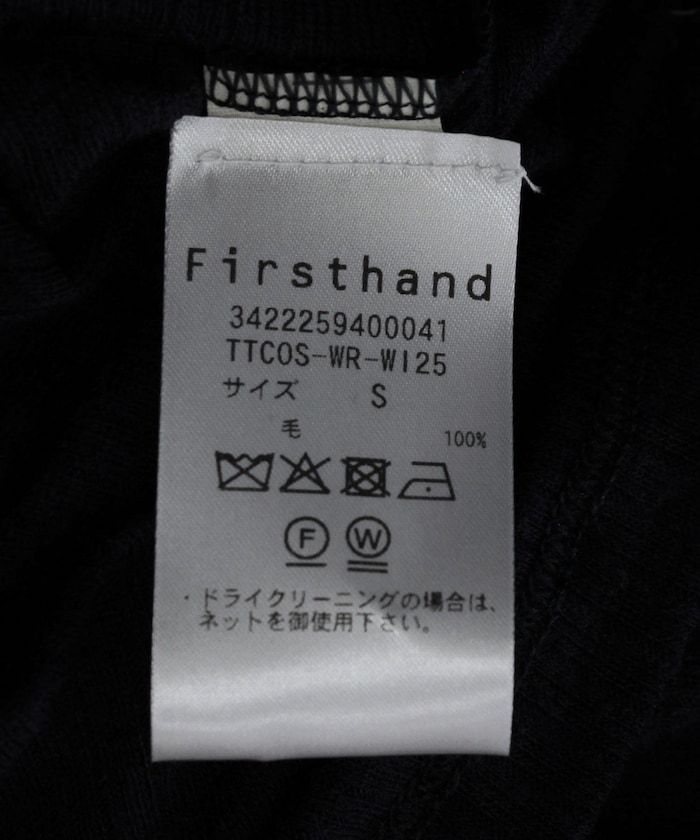 Firsthand
3422259400041
TTCOS-WR-WI25
サイズ S
毛 100%
F W
・ドライクリーニングの場合は、
ネットを御使用下さい。